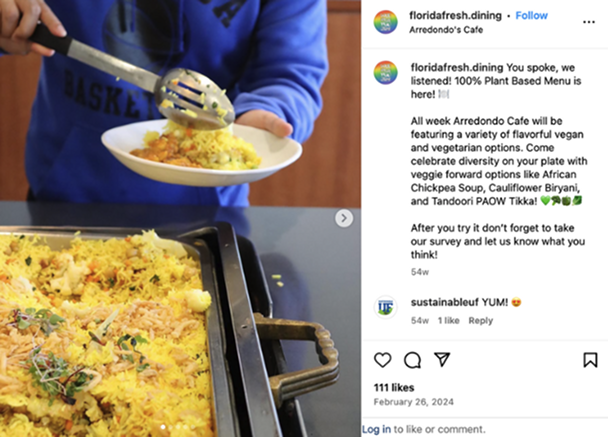 floridafresh.dining • Follow
Arredondo's Cafe
floridafresh.dining You spoke, we
listened! 100% Plant Based Menu is
here! 🍽️
All week Arredondo Cafe will be
featuring a variety of flavorful vegan
and vegetarian options. Come
celebrate diversity on your plate with
veggie forward options like African
Chickpea Soup, Cauliflower Biryani,
and Tandoori PAOW Tikka! 💚🥦🍄🥬
After you try it don't forget to take
our survey and let us know what you
think!
54w
sustainableuf YUM! 😍
54w 1 like Reply
111 likes
February 26, 2024
Log in to like or comment.
BASKE